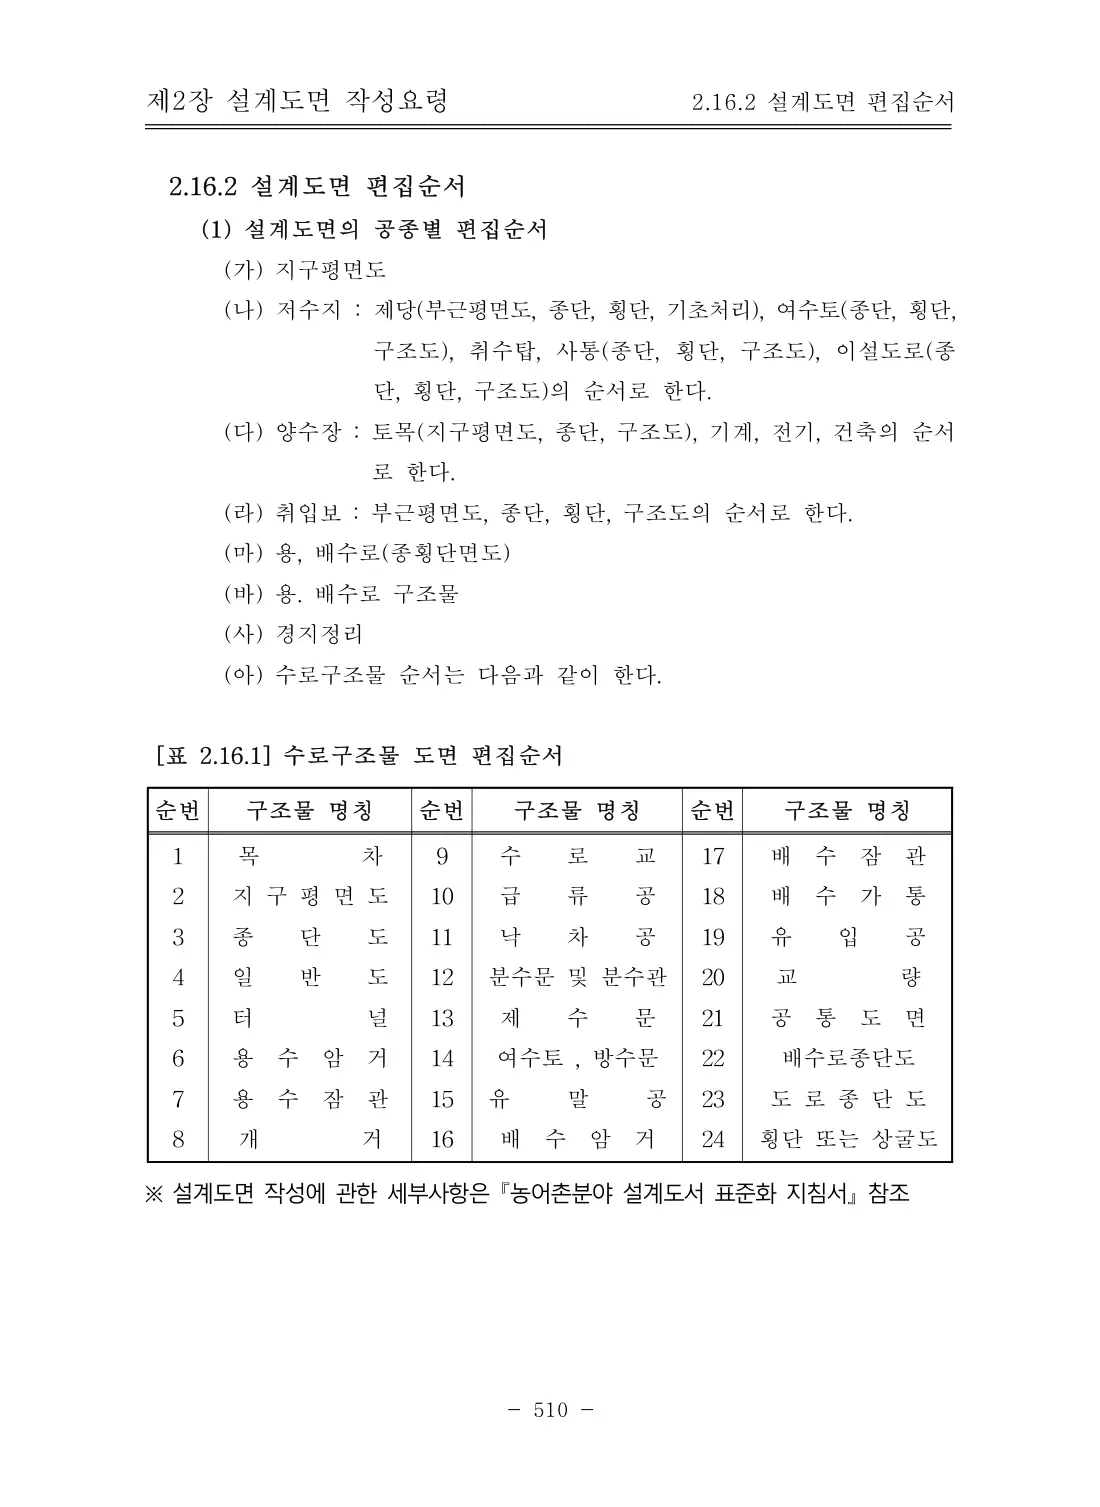 제2장 설계도면 작성요령 2.16.2 설계도면 편집순서
2.16.2 설계도면 편집순서
(1) 설계도면의 공종별 편집순서
(가) 지구평면도
(나) 저수지 : 제당(부근평면도, 종단, 횡단, 기초처리), 여수토(종단, 횡단,
구조도), 취수탑, 사통(종단, 횡단, 구조도), 이설도로(종
단, 횡단, 구조도)의 순서로 한다.
(다) 양수장 : 토목(지구평면도, 종단, 구조도), 기계, 전기, 건축의 순서
로 한다.
(라) 취입보 : 부근평면도, 종단, 횡단, 구조도의 순서로 한다.
(마) 용, 배수로(종횡단면도)
(바) 용. 배수로 구조물
(사) 경지정리
(아) 수로구조물 순서는 다음과 같이 한다.
[표 2.16.1] 수로구조물 도면 편집순서
순번 구조물 명칭 순번 구조물 명칭 순번 구조물 명칭
1 목 차 9 수 로 교 17 배 수 잠 관
2 지 구 평 면 도 10 급 류 공 18 배 수 가 통
3 종 단 도 11 낙 차 공 19 유 입 공
4 일 반 도 12 분수문 및 분수관 20 교 량
5 터 널 13 제 수 문 21 공 통 도 면
6 용 수 암 거 14 여수토 , 방수문 22 배수로종단도
7 용 수 잠 관 15 유 말 공 23 도 로 종 단 도
8 개 거 16 배 수 암 거 24 횡단 또는 상굴도
※ 설계도면 작성에 관한 세부사항은『농어촌분야 설계도서 표준화 지침서』참조
- 510 -